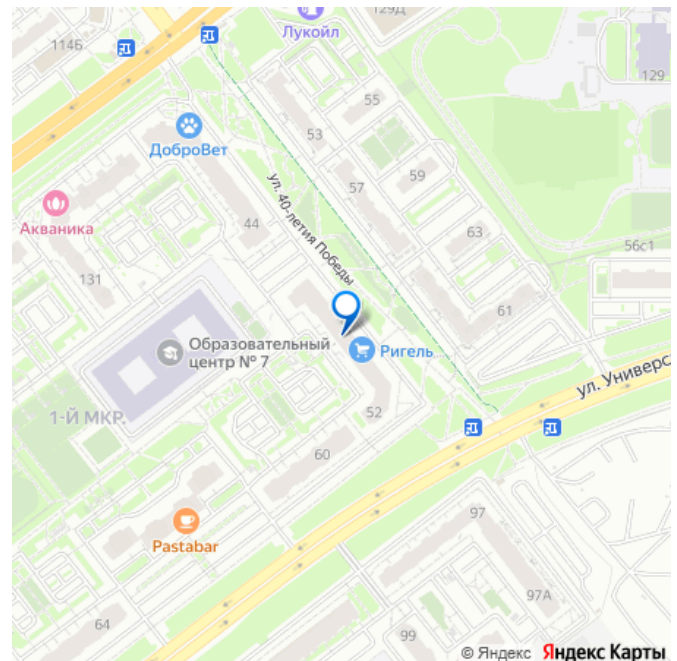 129Д
Лукойл
114Б
129
55
53
ДоброВет
59
57
ул. 40-летия Победы
Акваника
44
63
56с1
131
61
Образовательный
центр № 7
Ригель...
ул. Универс
1-Й МКР.
52
60
97
Pastabar
97А
64
99
© Яндекс Яндекс Карты